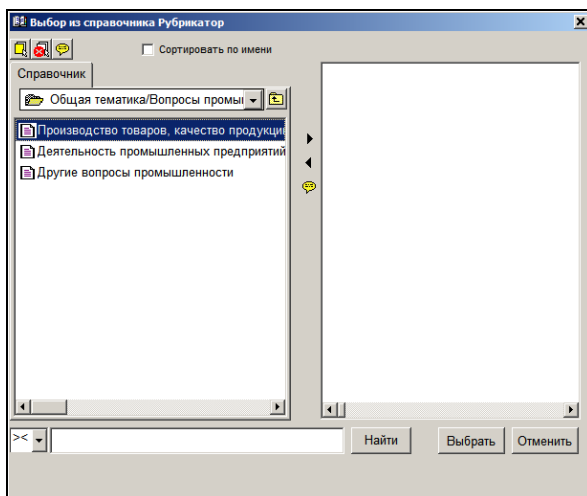 Выбор из справочника Рубрикатор
Сортировать по имени
Справочник
Общая тематика/Вопросы промы
Производство товаров, качество продукци
Деятельность промышленных предприятий
Другие вопросы промышленности
>< Найти Выбрать Отменить